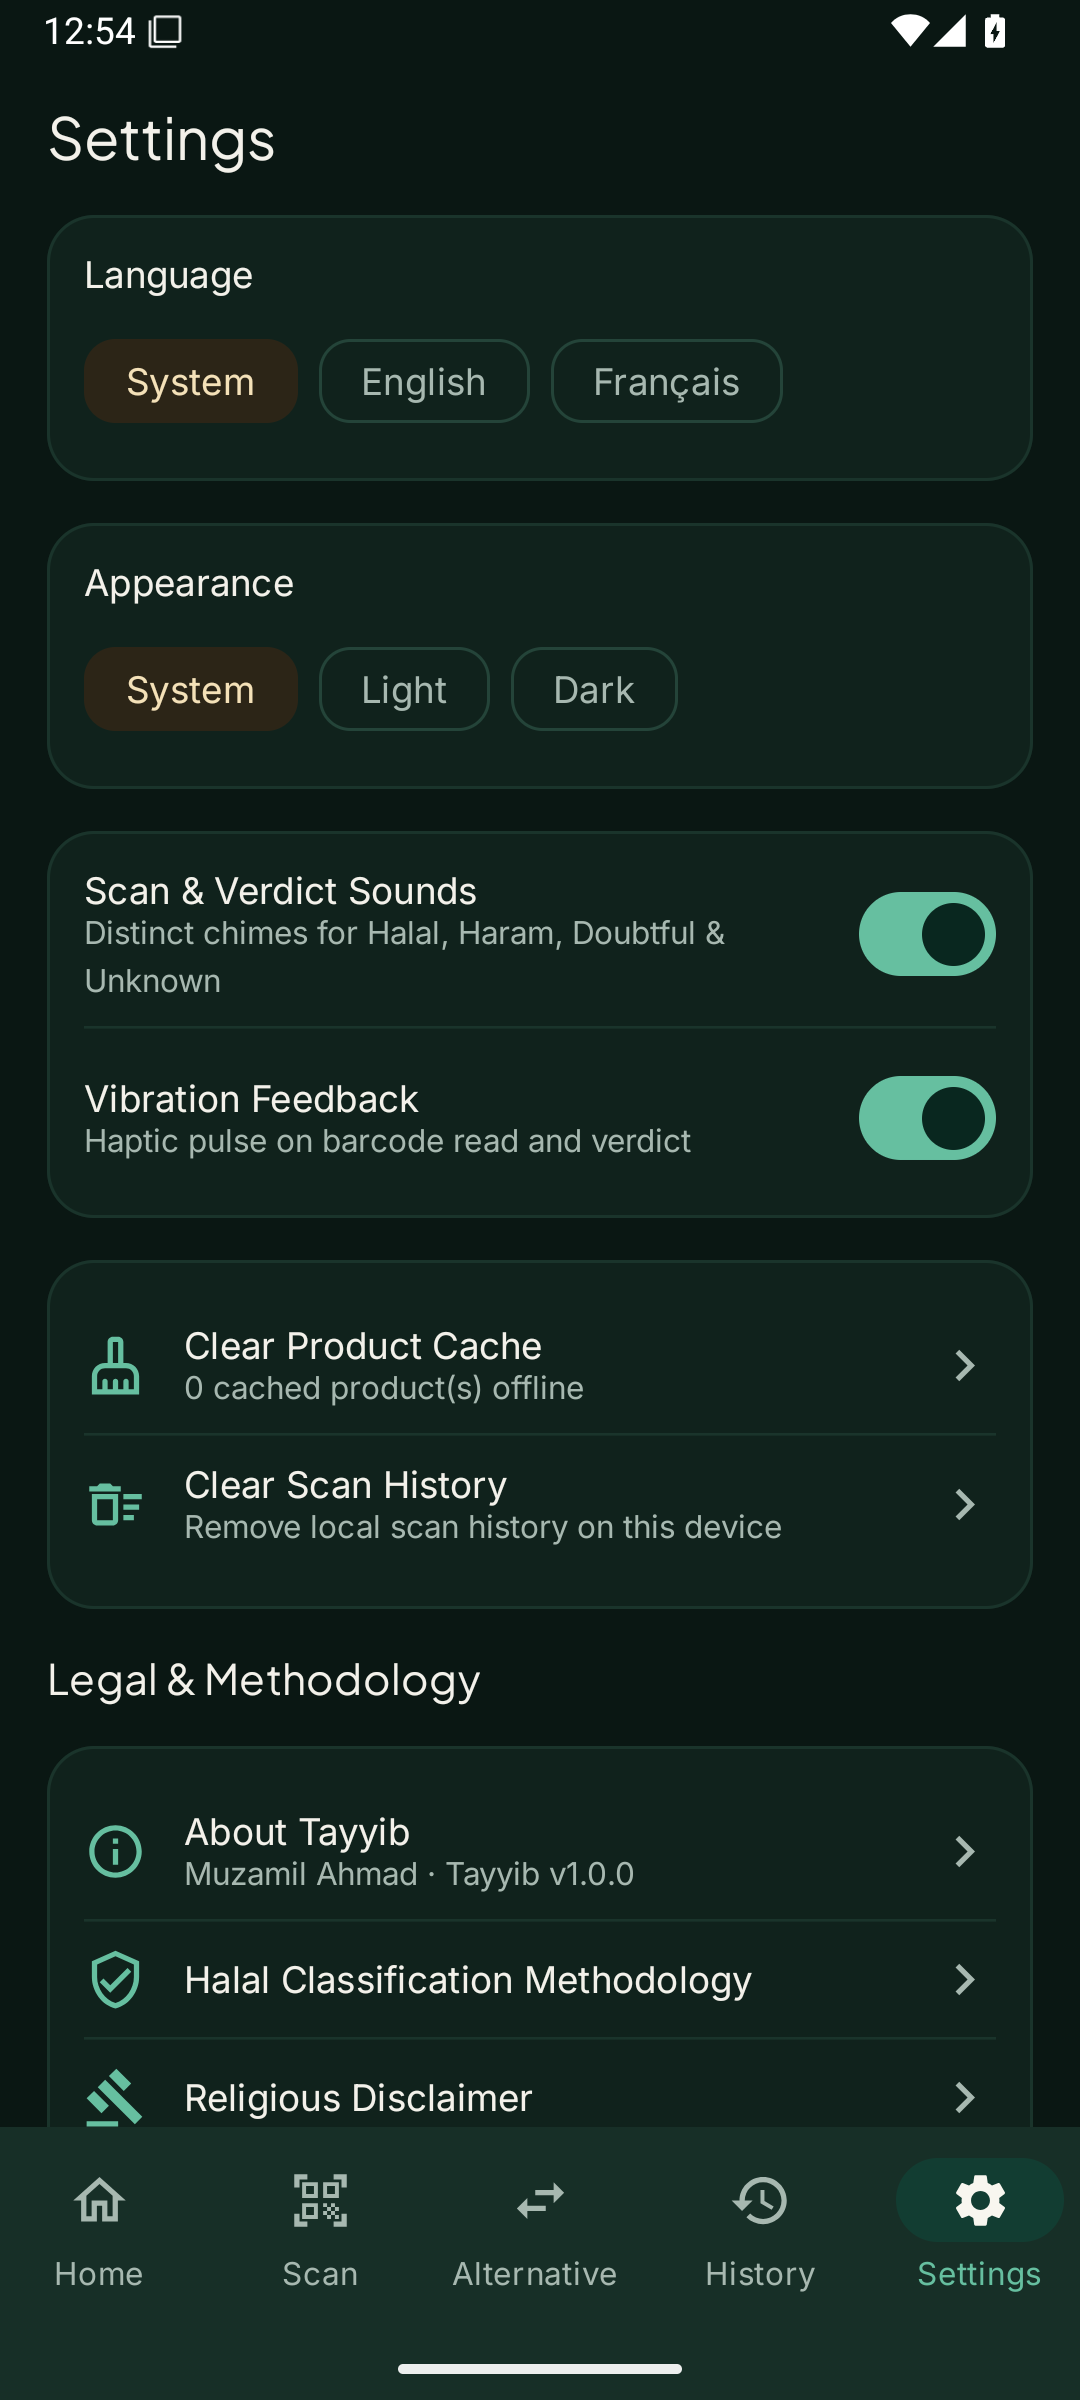 12:54
Settings
Language
System
English
Français
Appearance
System
Light
Dark
Scan & Verdict Sounds
Distinct chimes for Halal, Haram, Doubtful &
Unknown
Vibration Feedback
Haptic pulse on barcode read and verdict
Clear Product Cache
0 cached product(s) offline
Clear Scan History
Remove local scan history on this device
Legal & Methodology
About Tayyib
Muzamil Ahmad · Tayyib v1.0.0
Halal Classification Methodology
Religious Disclaimer
Home
Scan
Alternative
History
Settings